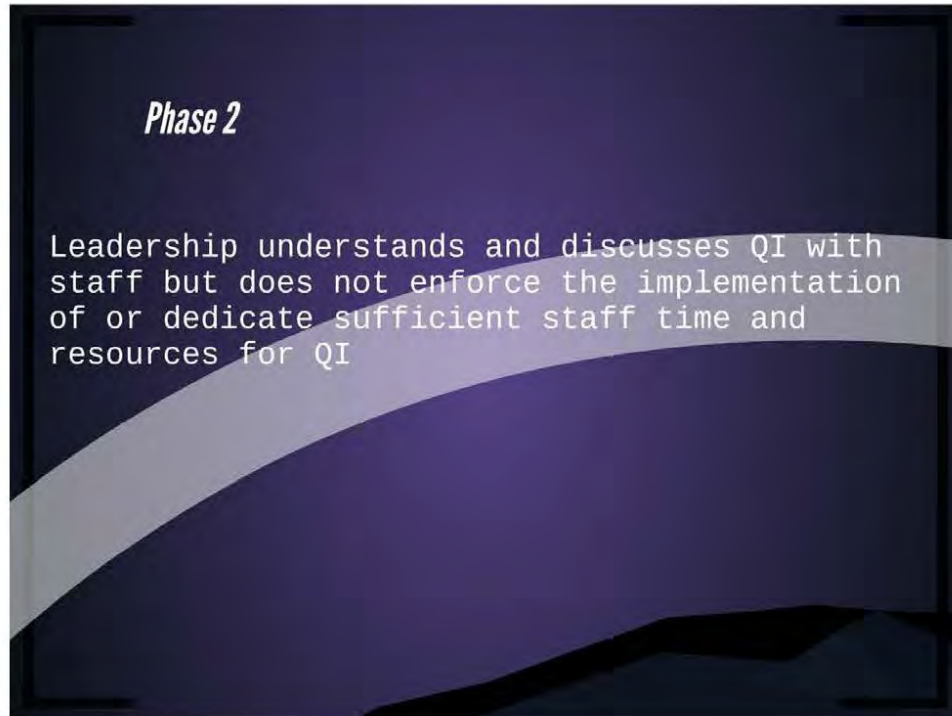 Phase 2
Leadership understands and discusses QI with
staff but does not enforce the implementation
of or dedicate sufficient staff time and
resources for QI